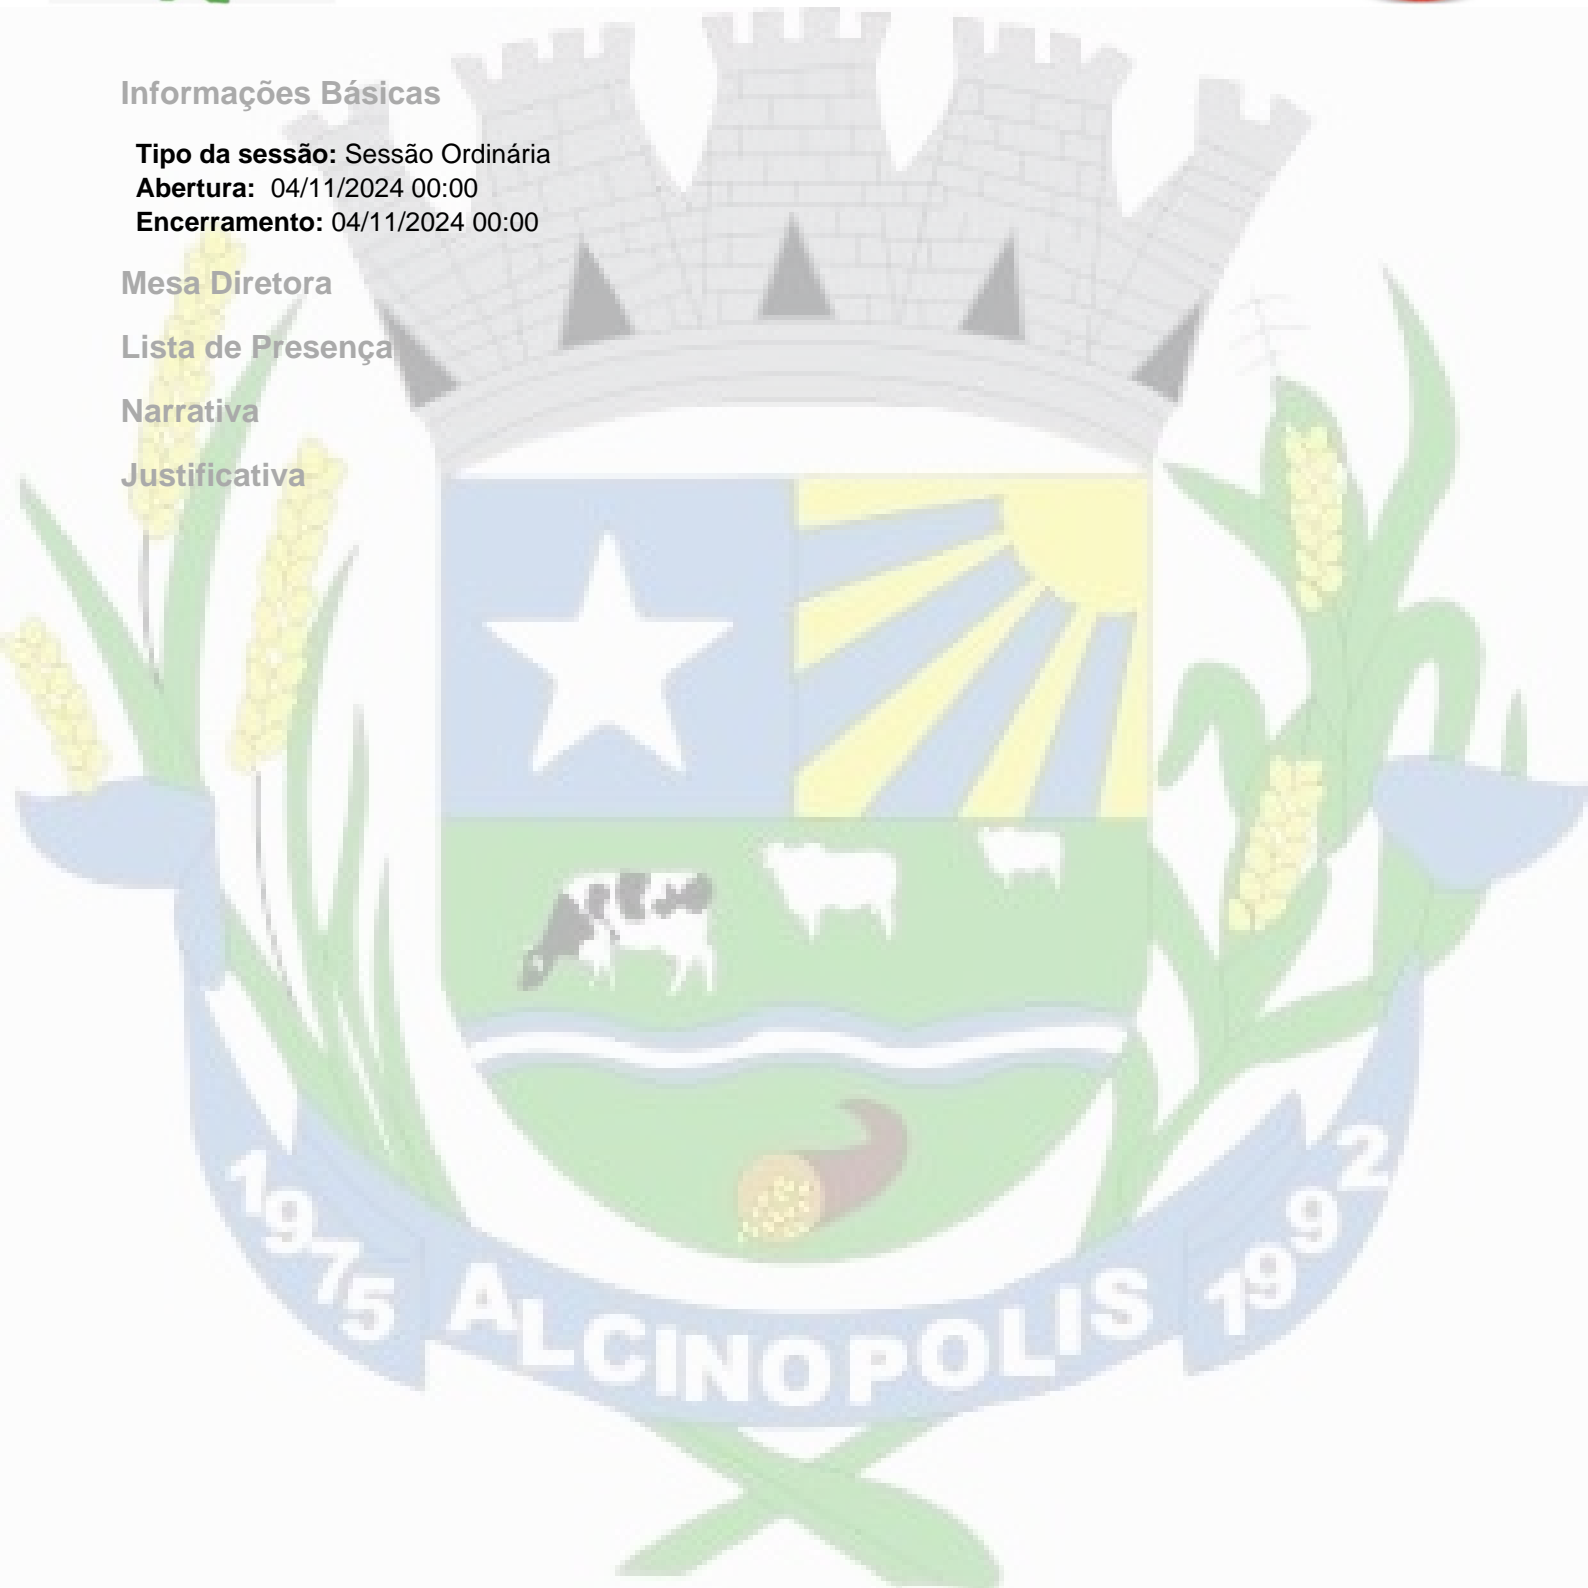 Informações Básicas
Tipo da sessão: Sessão Ordinária
Abertura: 04/11/2024 00:00
Encerramento: 04/11/2024 00:00
Mesa Diretora
Lista de Presença
Narrativa
Justificativa
1975 ALCINOPOLIS 1992